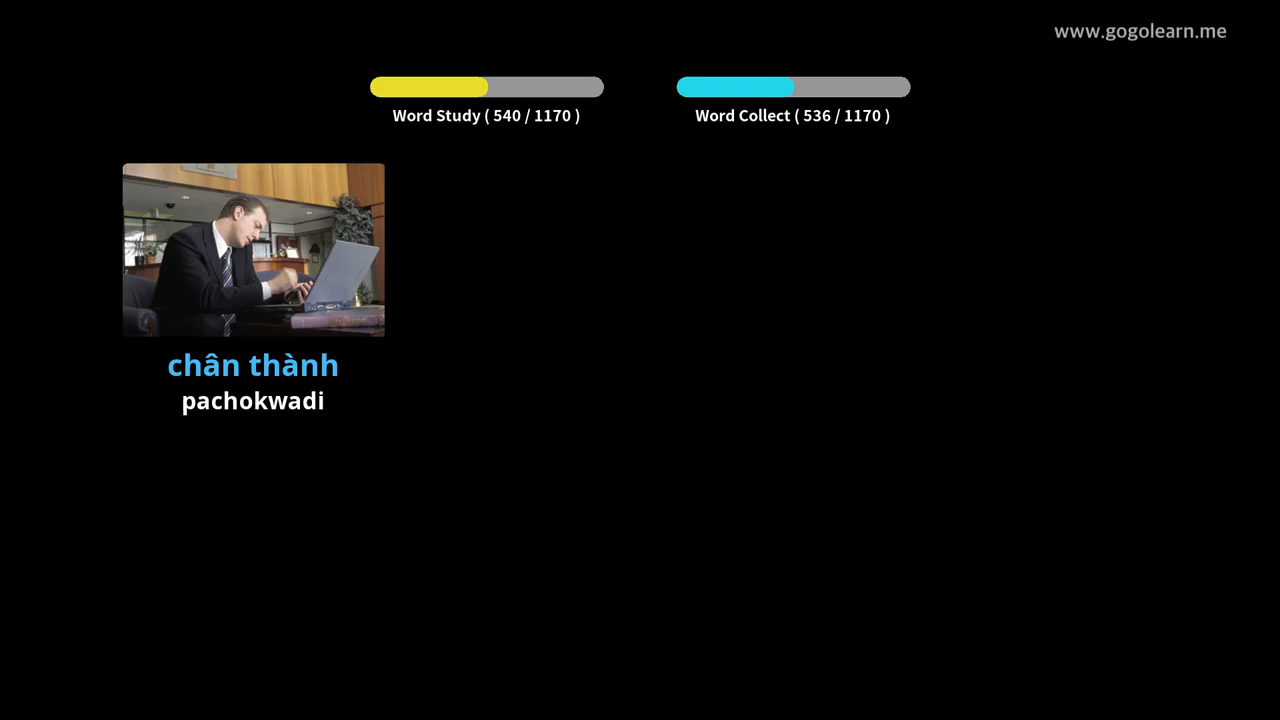 www.gogolearn.me
Word Study ( 540 / 1170 )
Word Collect ( 536 / 1170 )
chân thành
pachokwadi